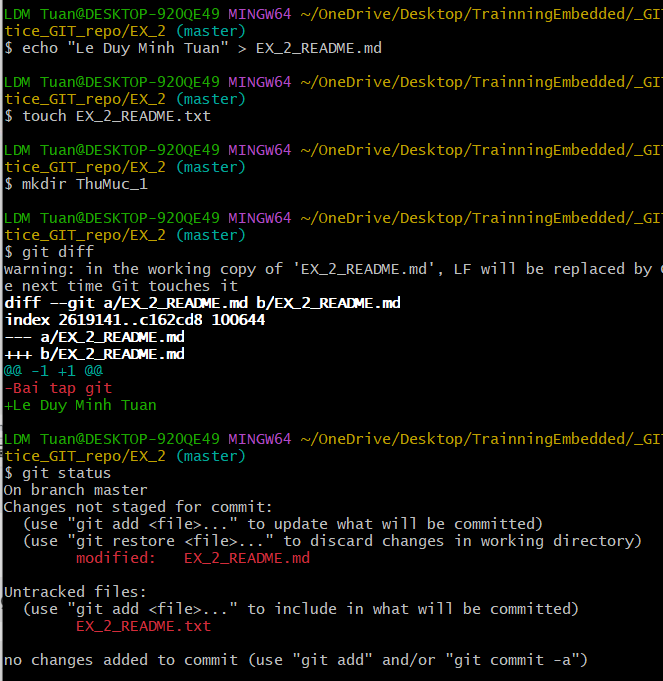 LDM Tuan@DESKTOP-920QE49 MINGW64 ~/OneDrive/Desktop/TrainningEmbedded/_GI
tice_GIT_repo/EX_2 (master)
$ echo "Le Duy Minh Tuan" > EX_2_README.md
LDM Tuan@DESKTOP-920QE49 MINGW64 ~/OneDrive/Desktop/TrainningEmbedded/_GI
tice_GIT_repo/EX_2 (master)
$ touch EX_2_README.txt
LDM Tuan@DESKTOP-920QE49 MINGW64 ~/OneDrive/Desktop/TrainningEmbedded/_GI
tice_GIT_repo/EX_2 (master)
$ mkdir ThuMuc_1
LDM Tuan@DESKTOP-920QE49 MINGW64 ~/OneDrive/Desktop/TrainningEmbedded/_GI
tice_GIT_repo/EX_2 (master)
$ git diff
warning: in the working copy of 'EX_2_README.md', LF will be replaced by
e next time Git touches it
diff --git a/EX_2_README.md b/EX_2_README.md
index 2619141..c162cd8 100644
--- a/EX_2_README.md
+++ b/EX_2_README.md
@@ -1 +1 @@
-Bai tap git
+Le Duy Minh Tuan
LDM Tuan@DESKTOP-920QE49 MINGW64 ~/OneDrive/Desktop/TrainningEmbedded/_GI
tice_GIT_repo/EX_2 (master)
$ git status
On branch master
Changes not staged for commit:
  (use "git add <file>..." to update what will be committed)
  (use "git restore <file>..." to discard changes in working directory)
        modified:   EX_2_README.md
Untracked files:
  (use "git add <file>..." to include in what will be committed)
        EX_2_README.txt
no changes added to commit (use "git add" and/or "git commit -a")